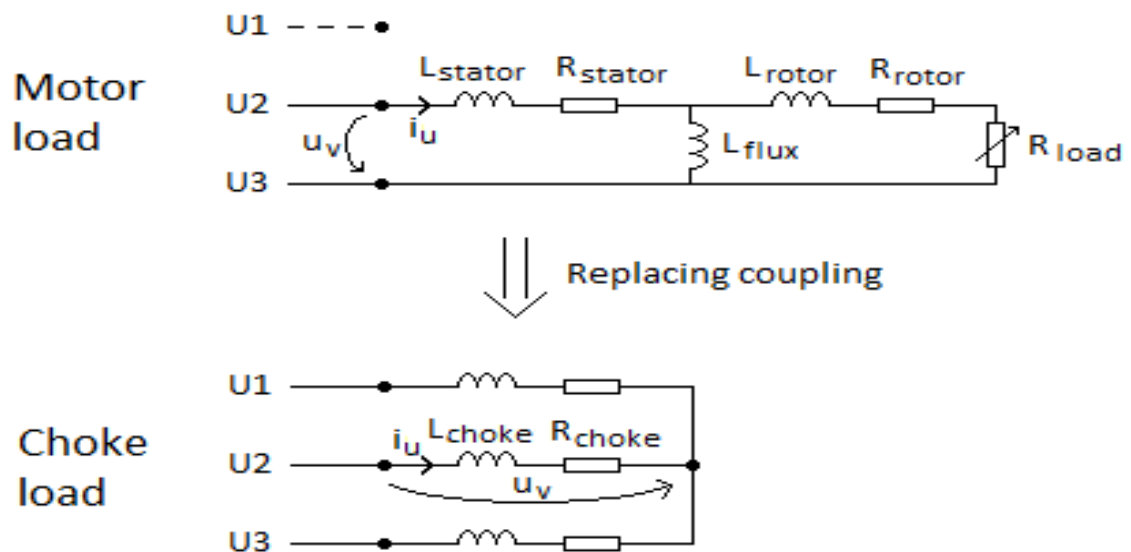 U1
Motor load
L stator R stator L rotor R rotor
U2
u v i u L flux R load
U3
Replacing coupling
U1
Choke load
i u L choke R choke
U2
u v
U3